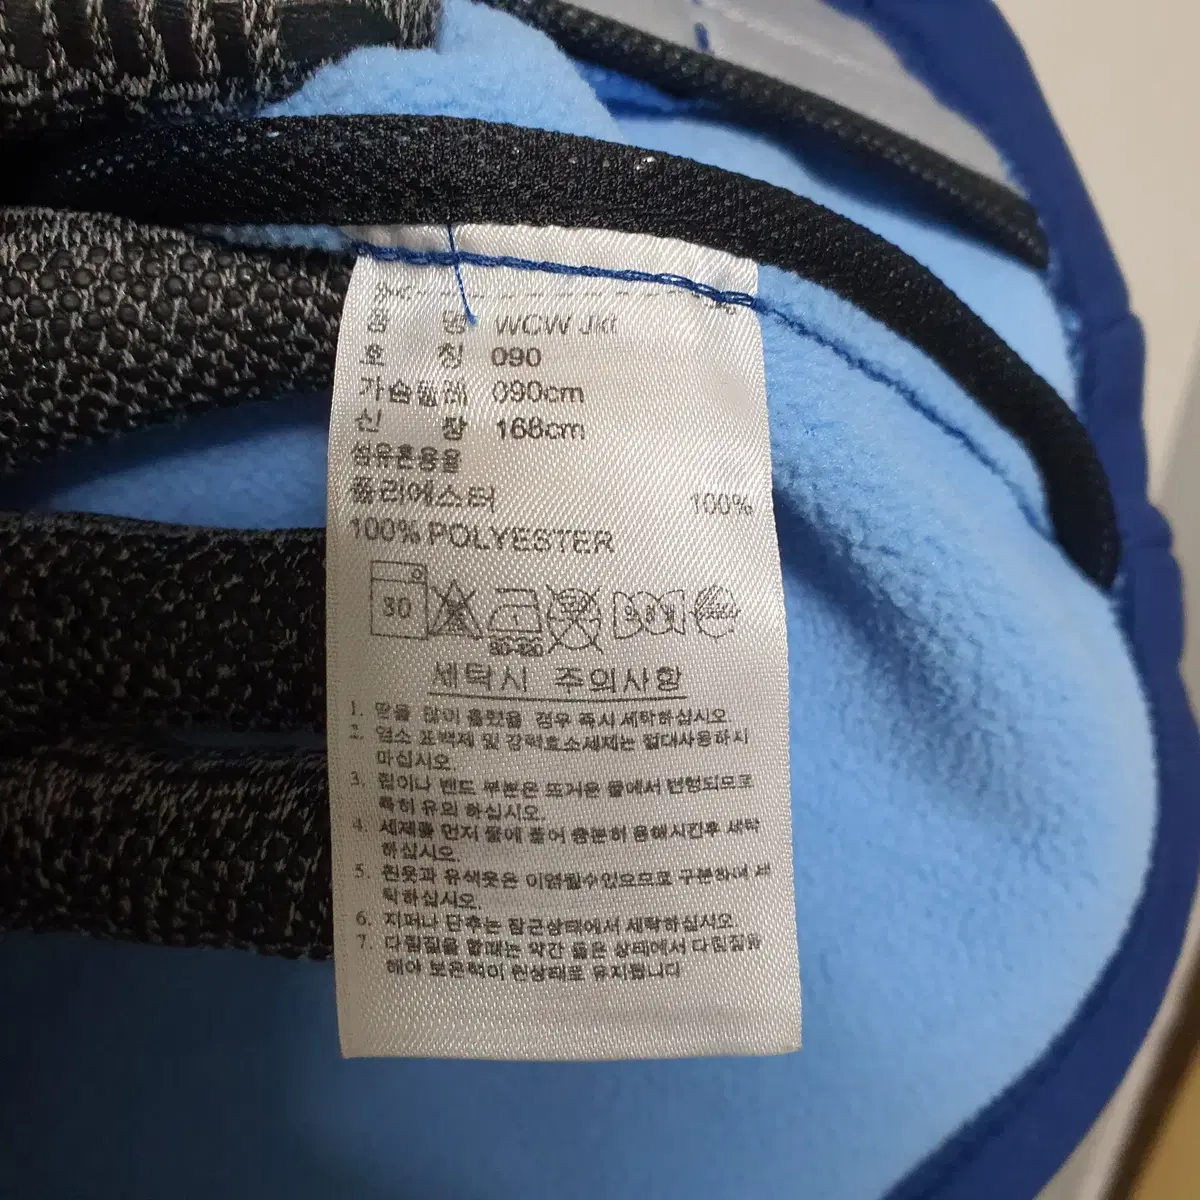 품 명 WCW Jkt
호 칭 090
가슴둘레 090cm
신 장 168cm
섬유혼용율
폴리에스터 100%
100% POLYESTER
30
80-120
세탁시 주의사항
1. 땀을 많이 흘렸을 경우 즉시 세탁하십시오.
2. 염소 표백제 및 강력효소세제는 절대사용하시
마십시오.
3. 립이나 밴드 부분은 뜨거운 물에서 변형되므로
특히 유의 하십시오.
4. 세제를 먼저 물에 풀어 충분히 용해시킨후 세탁
하십시오.
5. 흰옷과 유색옷은 이염될수있으므로 구분하여 세
탁하십시오.
6. 지퍼나 단추는 잠근상태에서 세탁하십시오
7. 다림질을 할때는 약간 들은 상태에서 다림질을
해야 보온력이 원상태로 유지됩니다